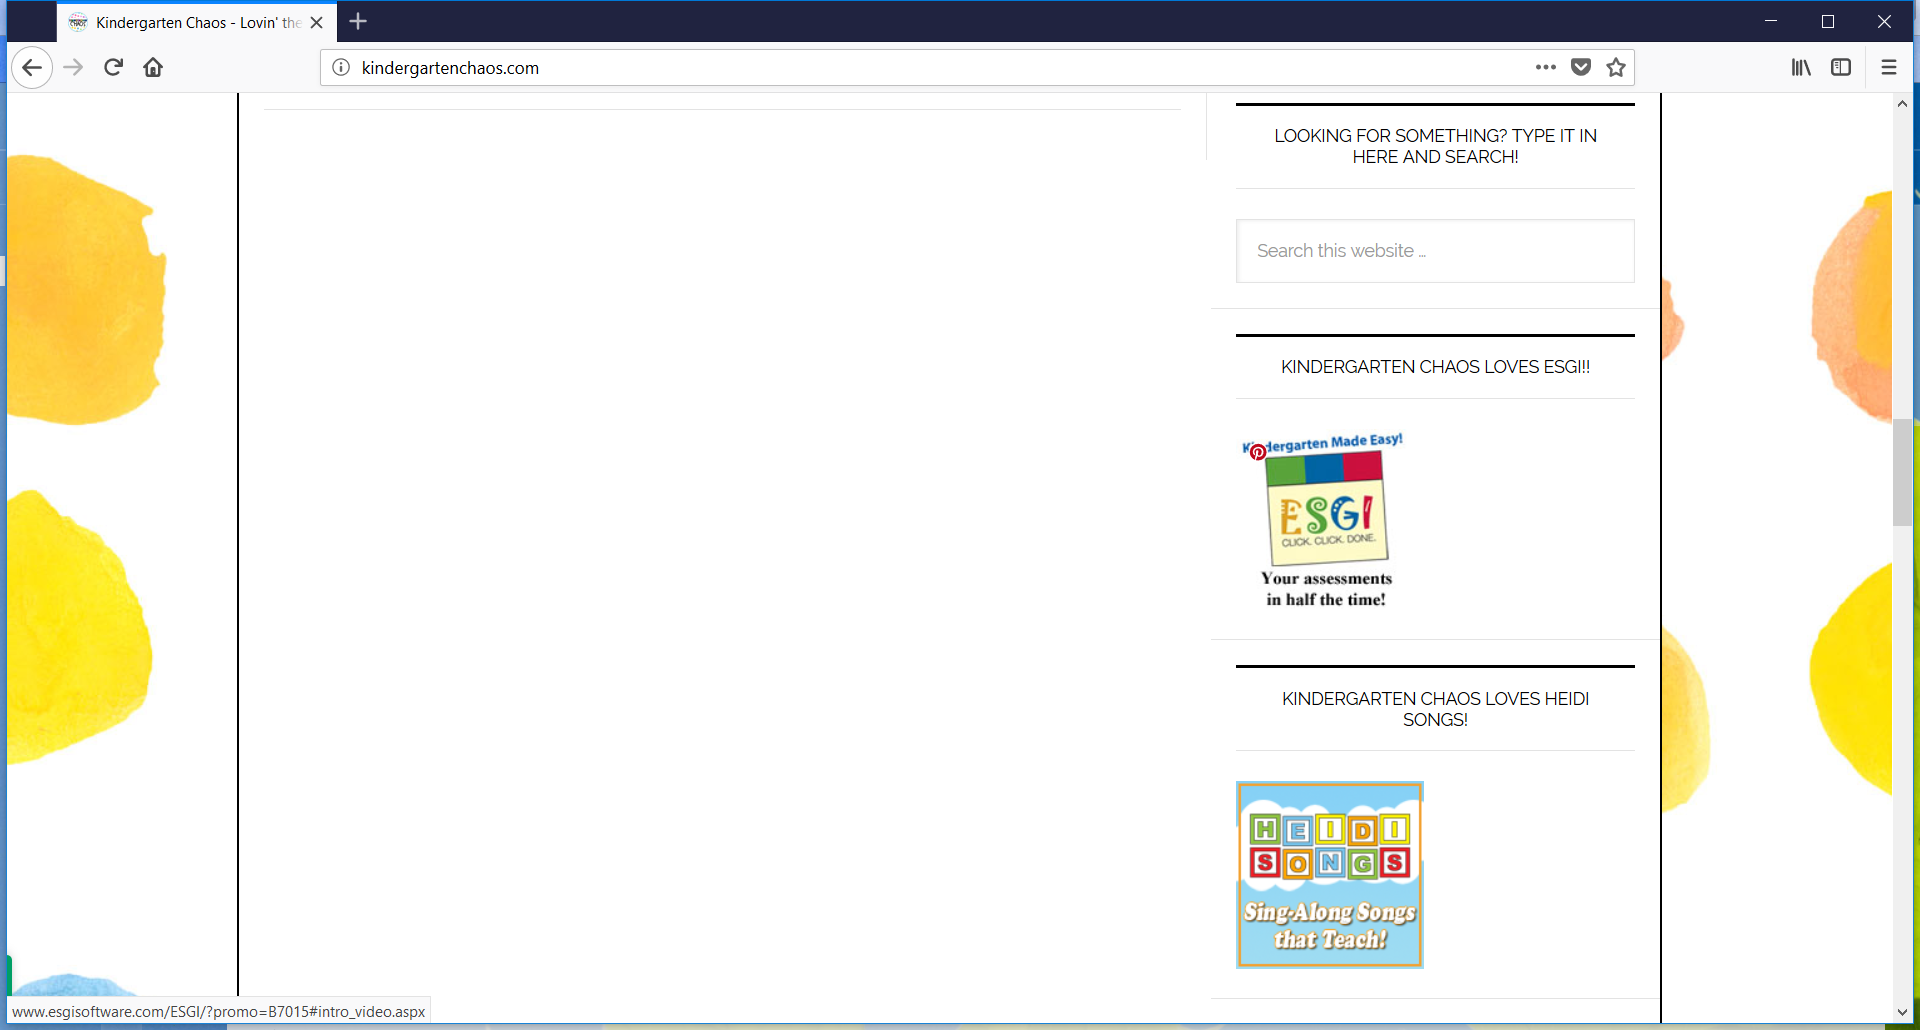 Kindergarten Chaos - Lovin' the
kindergartenchaos.com
LOOKING FOR SOMETHING? TYPE IT IN
HERE AND SEARCH!
Search this website ...
KINDERGARTEN CHAOS LOVES ESGI!!
Kindergarten Made Easy!
ESGI
CLICK. CLICK. DONE.
Your assessments
in half the time!
KINDERGARTEN CHAOS LOVES HEIDI
SONGS!
HEIDI
SONGS
Sing-Along Songs
that Teach!
www.esgisoftware.com/ESGI/?promo=B7015#intro_video.aspx